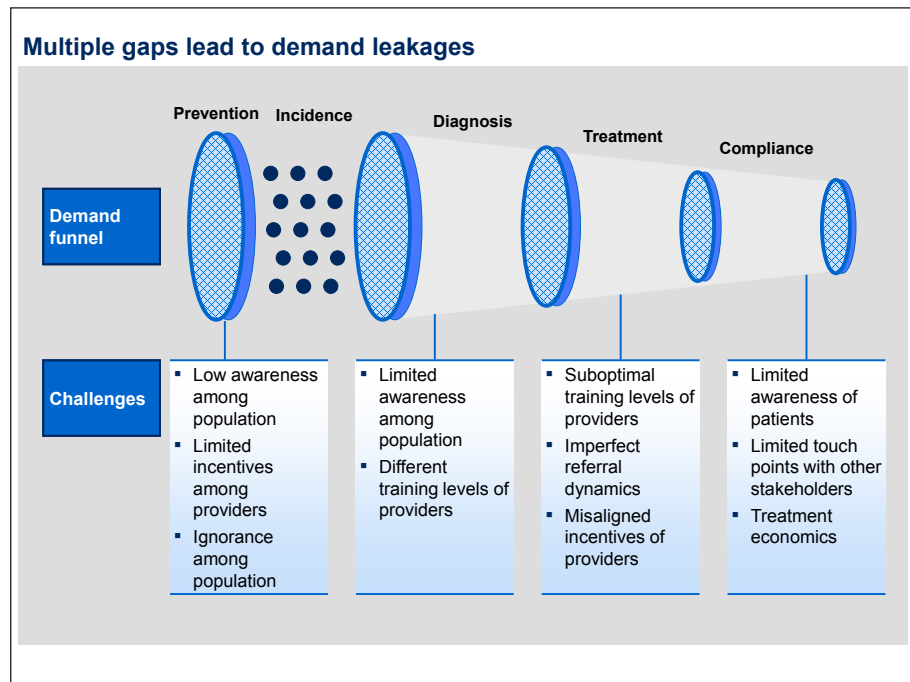 Multiple gaps lead to demand leakages
Prevention
Incidence
Diagnosis
Treatment
Compliance
Demand
funnel
Challenges
▪ Low awareness
among
population
▪ Limited
incentives
among
providers
▪ Ignorance
among
population
▪ Limited
awareness
among
population
▪ Different
training levels of
providers
▪ Suboptimal
training levels of
providers
▪ Imperfect
referral
dynamics
▪ Misaligned
incentives of
providers
▪ Limited
awareness of
patients
▪ Limited touch
points with other
stakeholders
▪ Treatment
economics